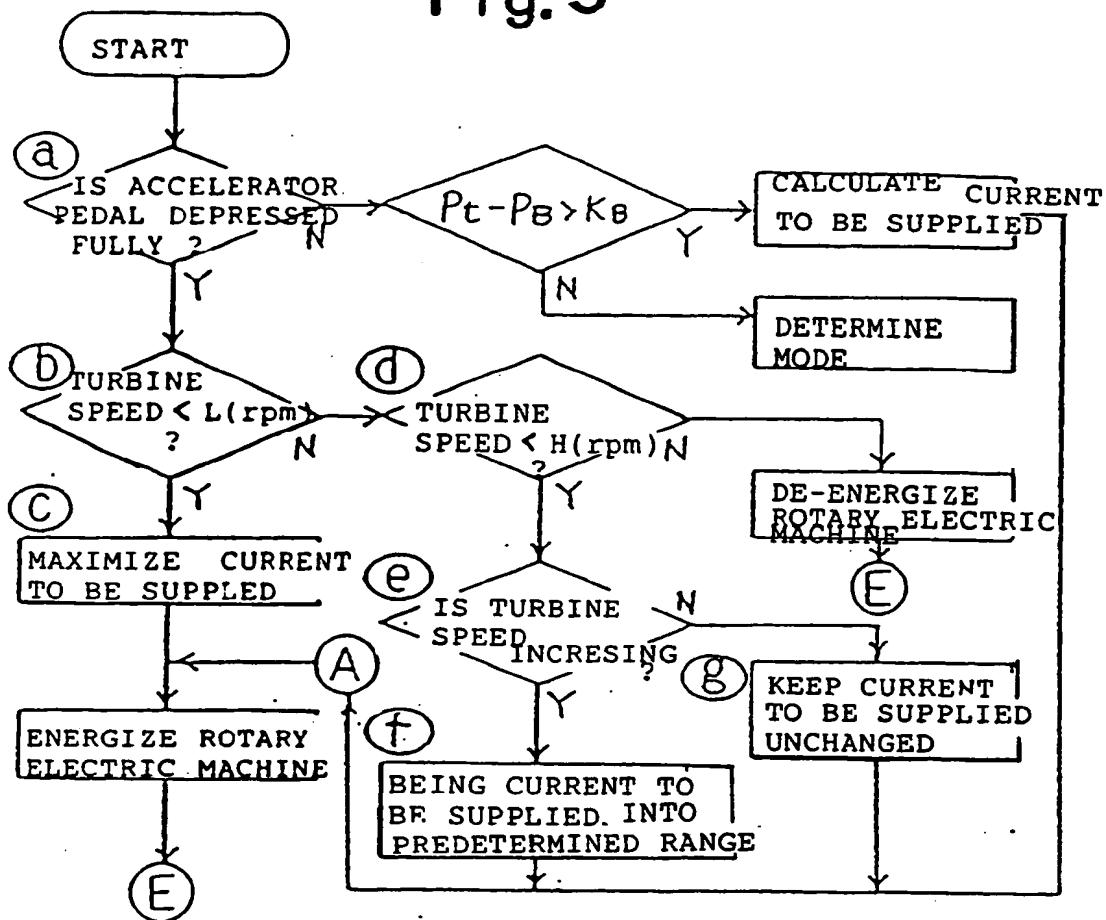 Fig. 3
START
a
IS ACCELERATOR
PEDAL DEPRESSED
FULLY ?
N
Y
Pt-PB>KB
Y
N
CALCULATE CURRENT
TO BE SUPPLIED
DETERMINE
MODE
b
TURBINE
SPEED < L(rpm)
?
N
Y
d
TURBINE
SPEED < H(rpm)
?
N
Y
DE-ENERGIZE
ROTARY ELECTRIC
MACHINE
E
c
MAXIMIZE CURRENT
TO BE SUPPLED
e
IS TURBINE
SPEED
INCRESING
?
N
Y
A
g
KEEP CURRENT
TO BE SUPPLIED
UNCHANGED
ENERGIZE ROTARY
ELECTRIC MACHINE
f
BEING CURRENT TO
BE SUPPLIED. INTO
PREDETERMINED RANGE
E